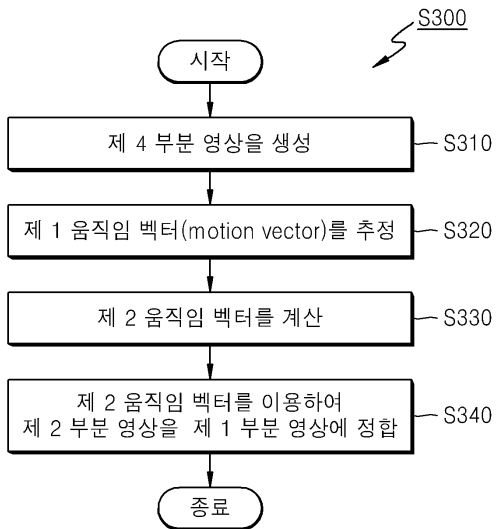 S300
시작
제 4 부분 영상을 생성
S310
제 1 움직임 벡터(motion vector)를 추정
S320
제 2 움직임 벡터를 계산
S330
제 2 움직임 벡터를 이용하여
제 2 부분 영상을 제 1 부분 영상에 정합
S340
종료